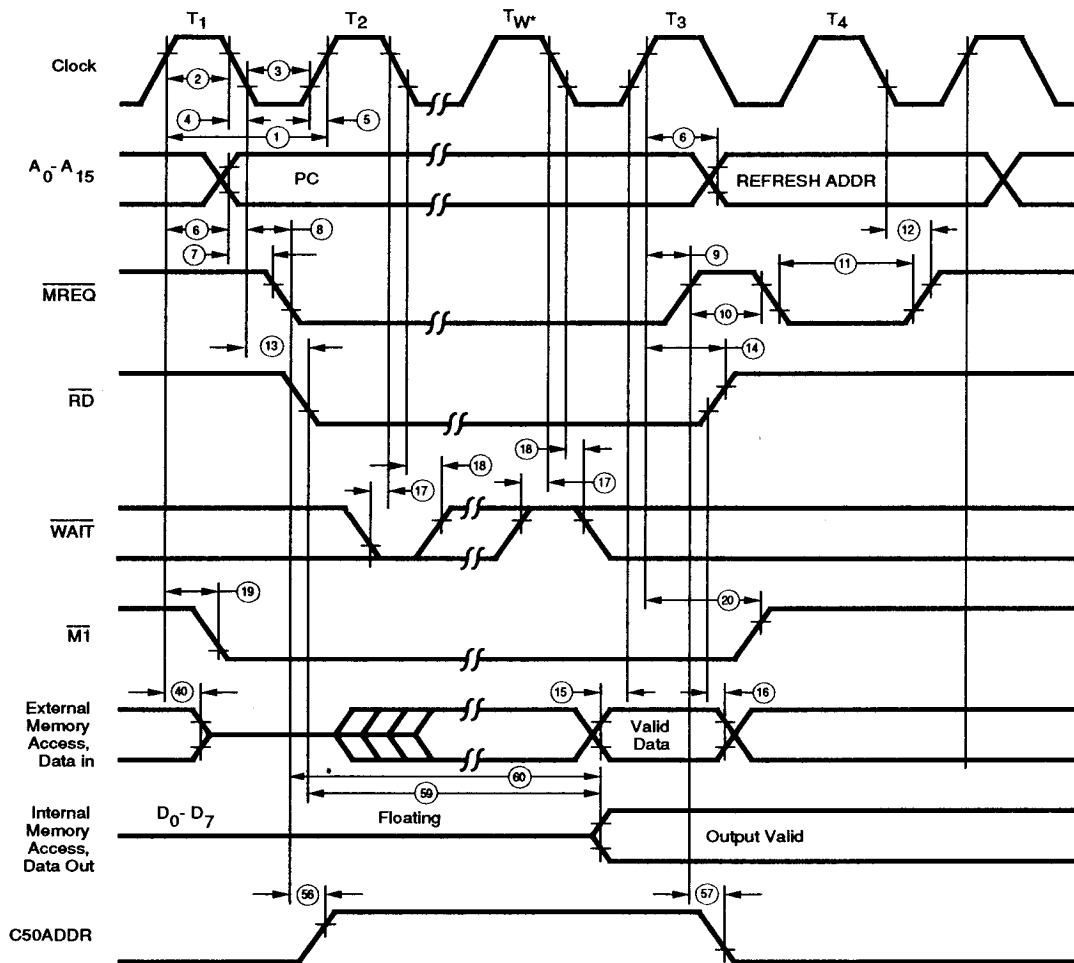 T1 T2 TW* T3 T4
Clock
2 3
4 1 5 6
A0- A15
PC REFRESH ADDR
6 8 12
7 9 11
MREQ
10
13 14
RD
18 18
17 17
WAIT
19 20
M1
40 15 16
External
Memory
Access,
Data in
Valid
Data
60
59
Internal
Memory
Access,
Data Out
D0- D7 Floating
Output Valid
56 57
C50ADDR